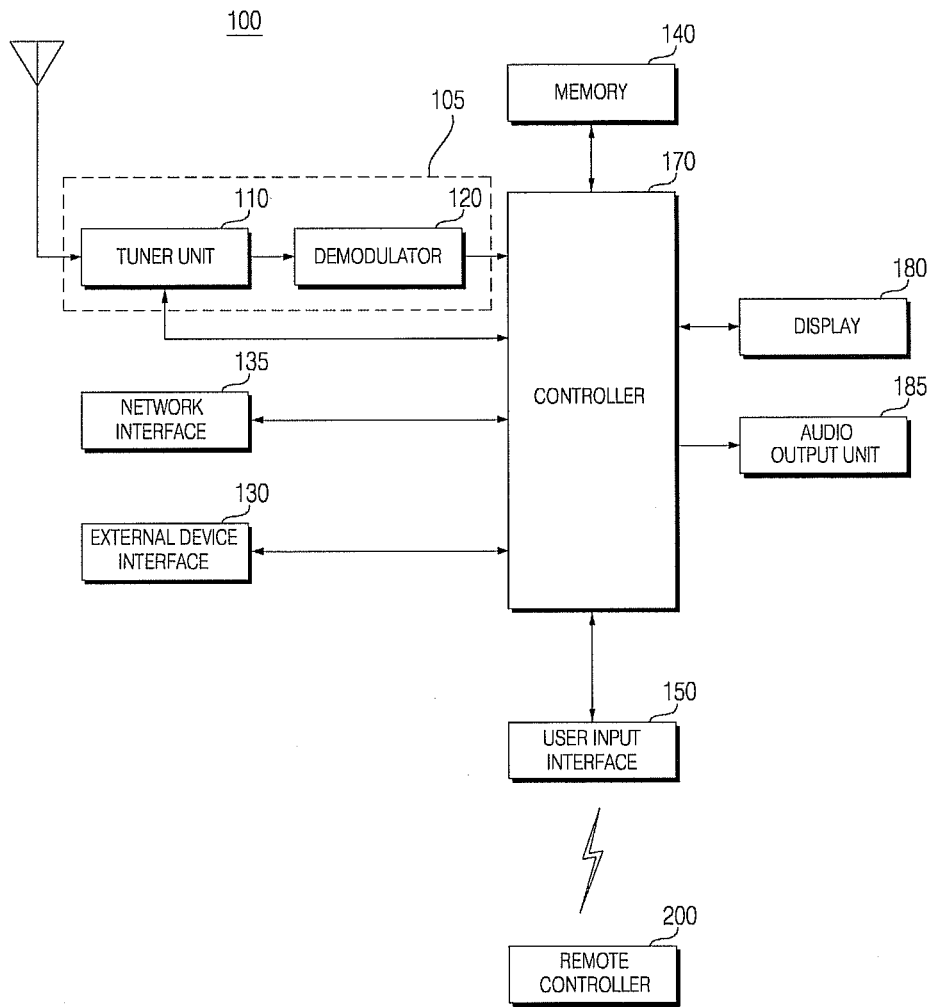 100
140
MEMORY
105
170
110
120
TUNER UNIT
DEMODULATOR
180
DISPLAY
135
NETWORK
INTERFACE
CONTROLLER
185
AUDIO
OUTPUT UNIT
130
EXTERNAL DEVICE
INTERFACE
150
USER INPUT
INTERFACE
200
REMOTE
CONTROLLER